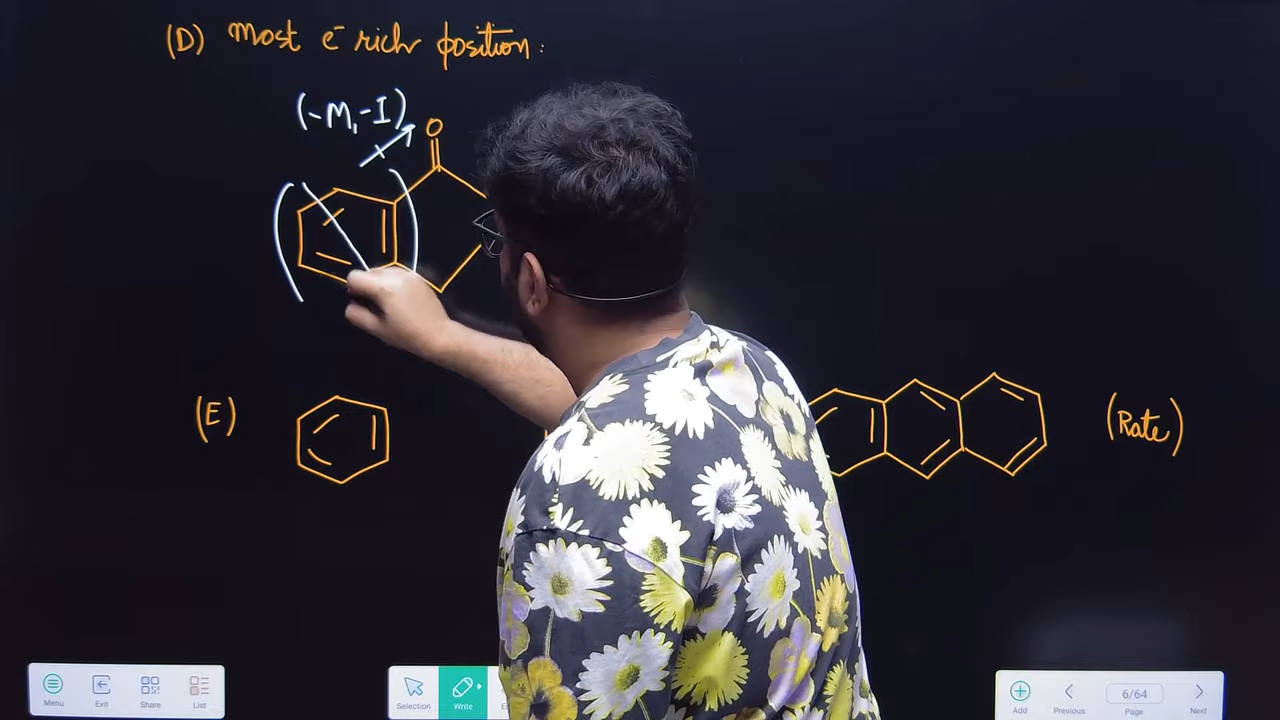 (D) Most e⁻ rich position:
(-M, -I)
O
(E)
(Rate)
Menu
Exit
Share
List
Selection
Write
Add
Previous
6/64
Page
Next